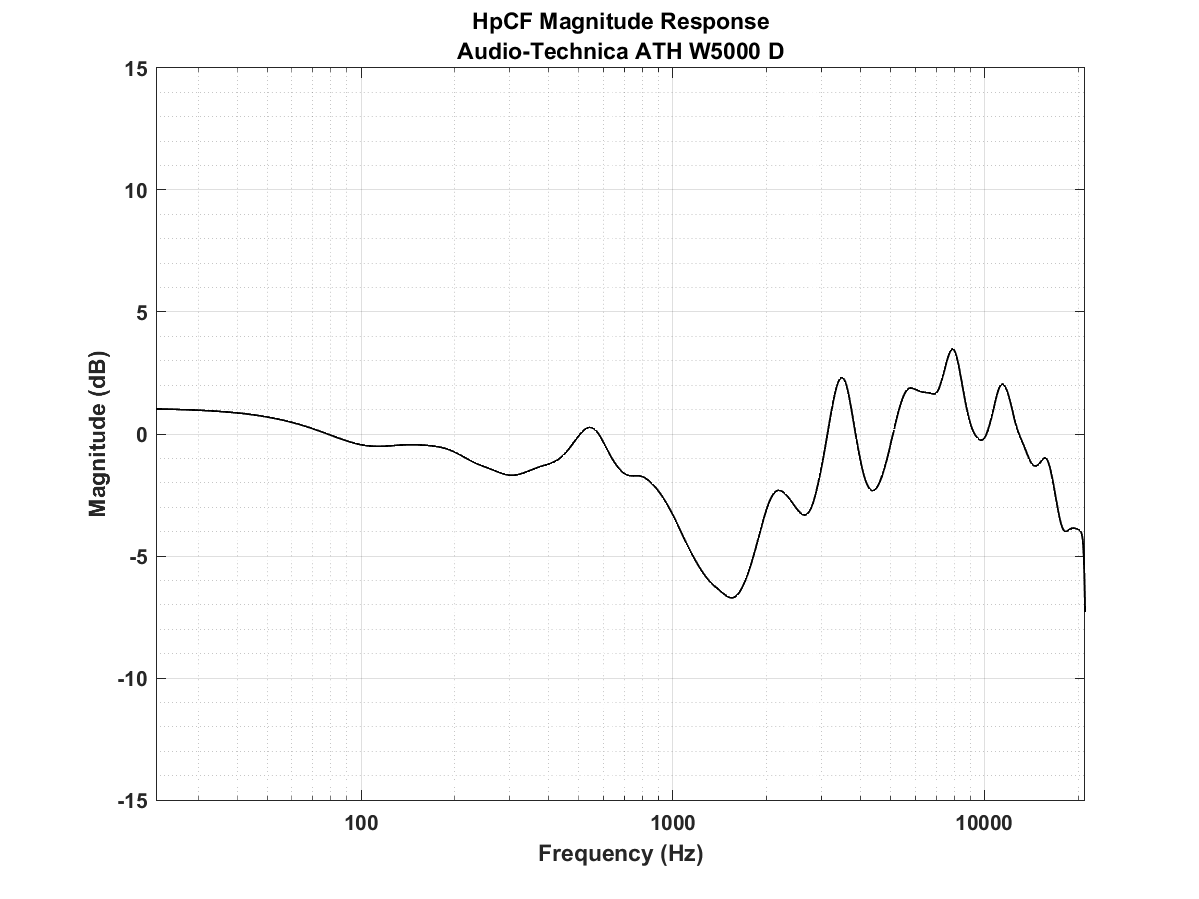 HpCF Magnitude Response
Audio-Technica ATH W5000 D
15
10
5
0
-5
-10
-15
Magnitude (dB)
100 1000 10000
Frequency (Hz)